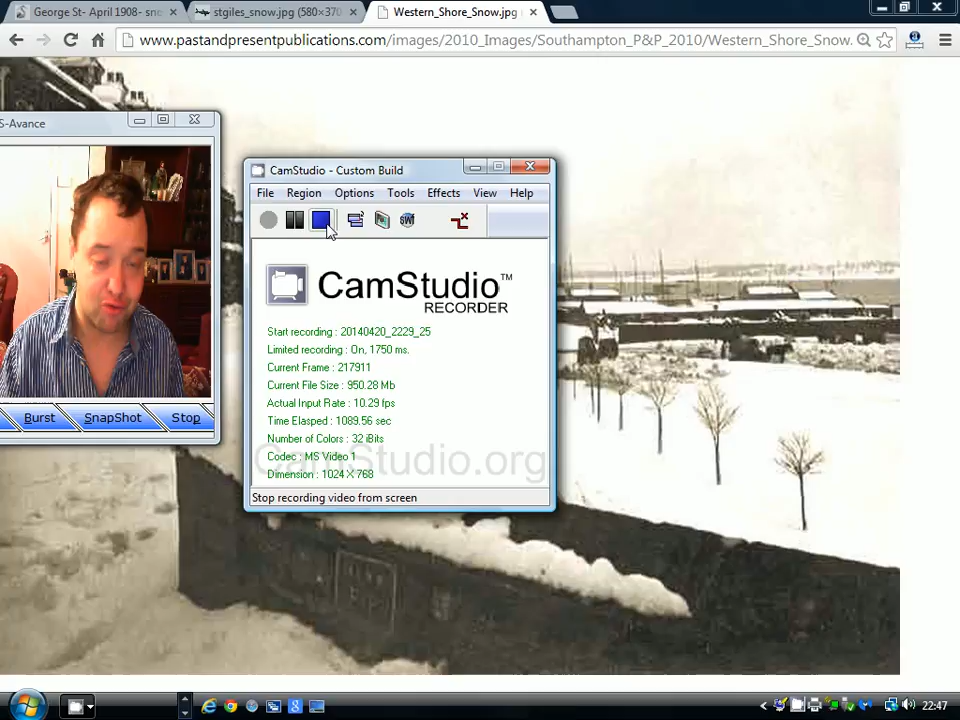 George St- April 1908- sno
stgiles_snow.jpg (580×370
Western_Shore_Snow.jpg
www.pastandpresentpublications.com/images/2010_Images/Southampton_P&P_2010/Western_Shore_Snow.
S-Avance
Burst
SnapShot
Stop
CamStudio - Custom Build
File Region Options Tools Effects View Help
SWF
CamStudio™
RECORDER
Start recording : 20140420_2229_25
Limited recording : On, 1750 ms.
Current Frame : 217911
Current File Size : 950.28 Mb
Actual Input Rate : 10.29 fps
Time Elasped : 1089.56 sec
Number of Colors : 32 iBits
Codec : MS Video 1
Dimension : 1024 X 768
CamStudio.org
Stop recording video from screen
22:47